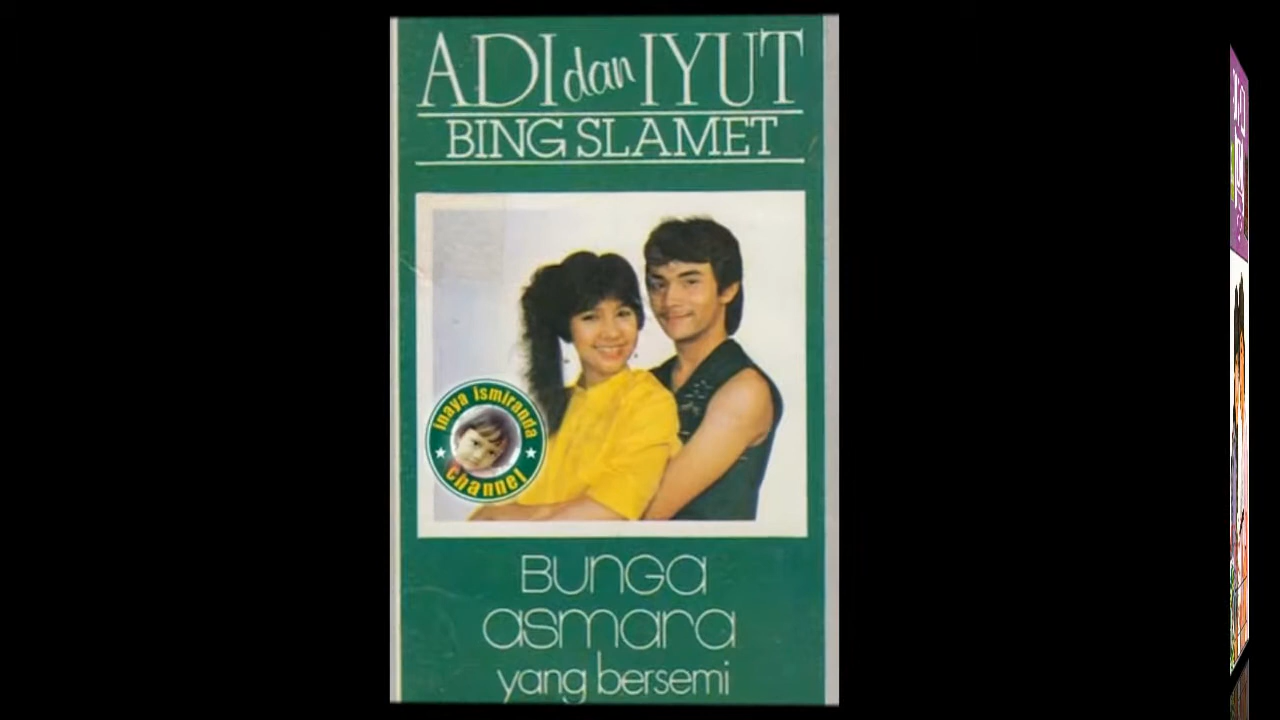 ADI dan IYUT
BING SLAMET
inaya ismiranda
channel
Bunga
asmara
yang bersemi